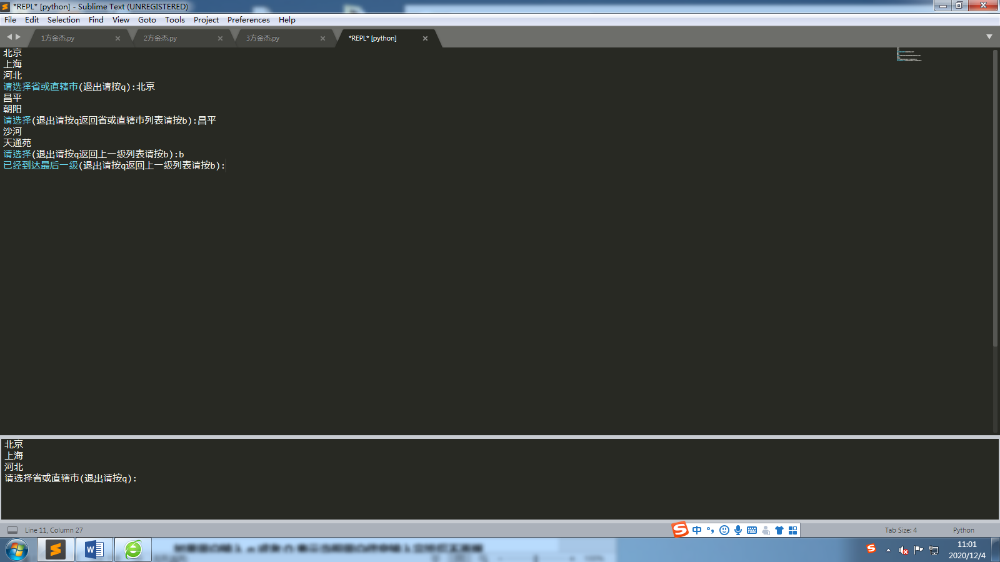 *REPL* [python] - Sublime Text (UNREGISTERED)
File Edit Selection Find View Goto Tools Project Preferences Help
1方金杰.py 2方金杰.py 3方金杰.py *REPL* [python]
北京
上海
河北
请选择省或直辖市(退出请按q):北京
昌平
朝阳
请选择(退出请按q返回省或直辖市列表请按b):昌平
沙河
天通苑
请选择(退出请按q返回上一级列表请按b):b
已经到达最后一级(退出请按q返回上一级列表请按b):
北京
上海
河北
请选择省或直辖市(退出请按q):
Line 11, Column 27
中
Tab Size: 4 Python
11:01
2020/12/4